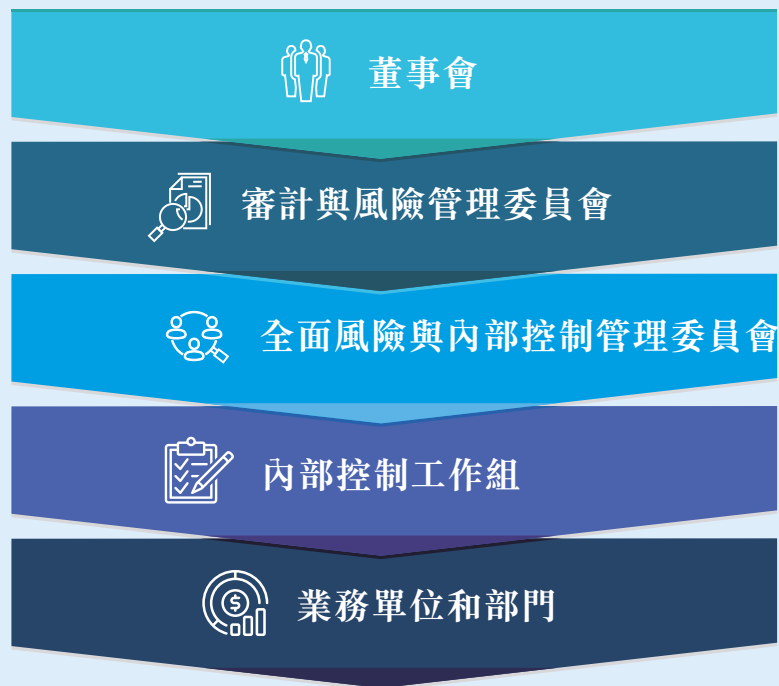 董事會
審計與風險管理委員會
全面風險與內部控制管理委員會
內部控制工作組
業務單位和部門